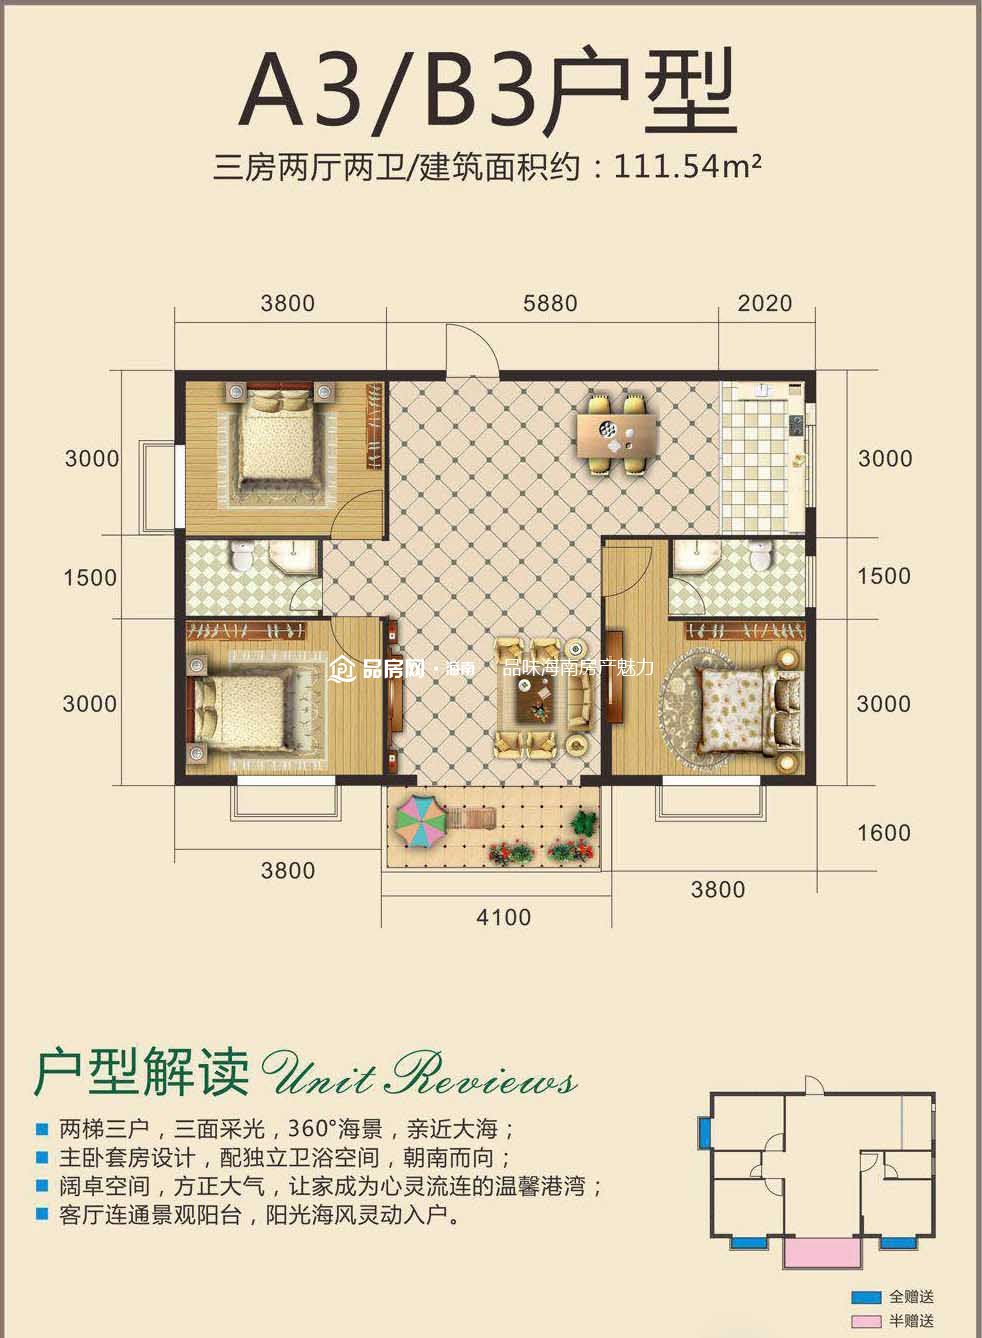 A3/B3户型
三房两厅两卫/建筑面积约：111.54m²
3800 5880 2020
3000 3000
1500 1500
品房网·海南 品味海南房产魅力
3000 3000
1600
3800 3800
4100
户型解读 Unit Reviews
两梯三户，三面采光，360°海景，亲近大海；
主卧套房设计，配独立卫浴空间，朝南而向；
阔卓空间，方正大气，让家成为心灵流连的温馨港湾；
客厅连通景观阳台，阳光海风灵动入户。
全赠送
半赠送